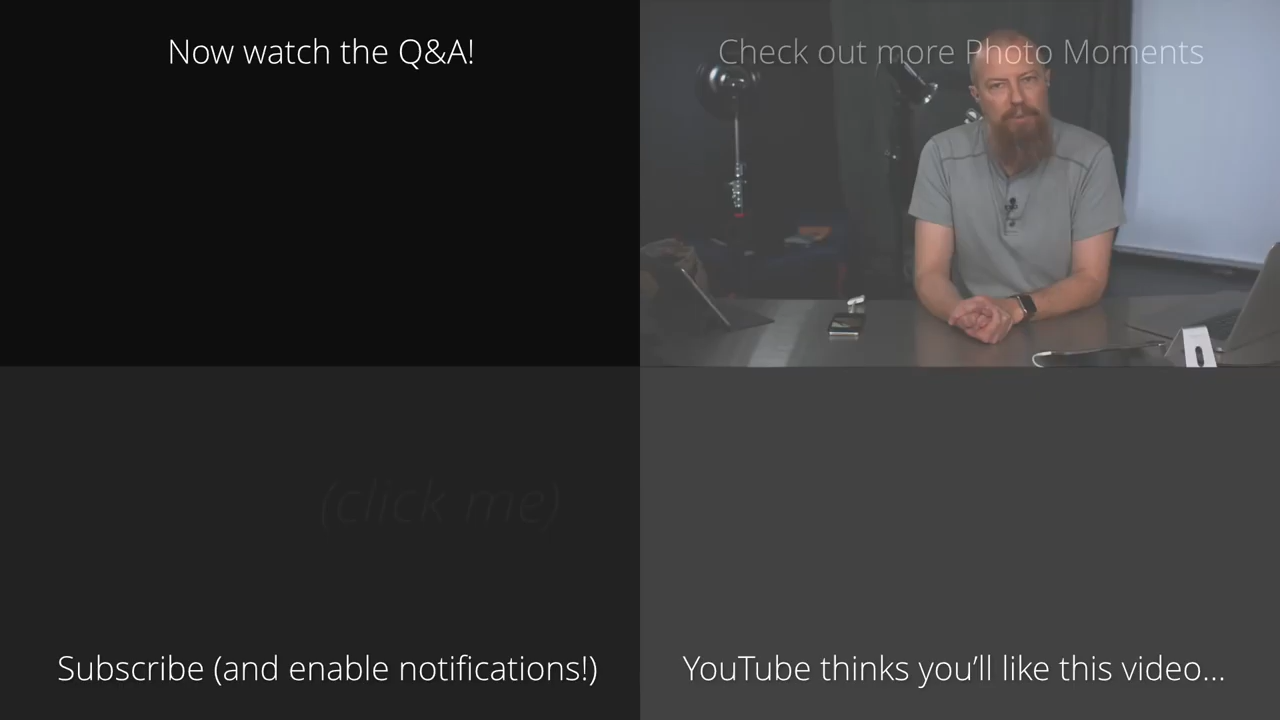 Now watch the Q&A!
Check out more Photo Moments
(click me)
Subscribe (and enable notifications!)
YouTube thinks you’ll like this video...